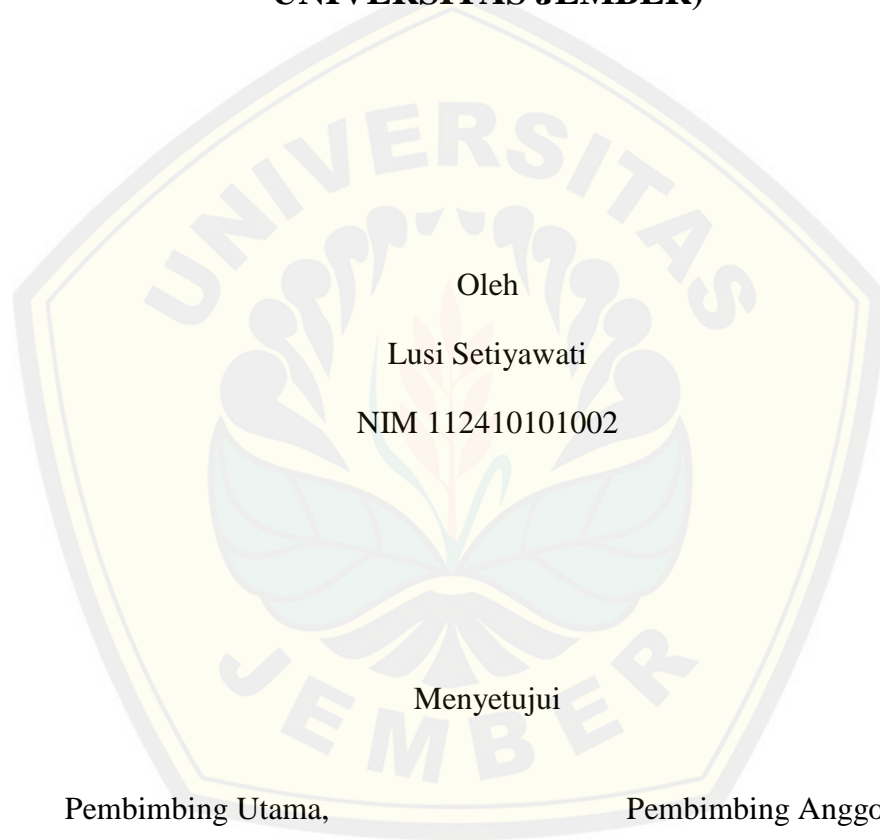 UNIVERSITAS JEMBER)
UNIVERSITAS
Oleh
Lusi Setiyawati
NIM 112410101002
Menyetujui
JEMBER
Pembimbing Utama,
Pembimbing Anggo